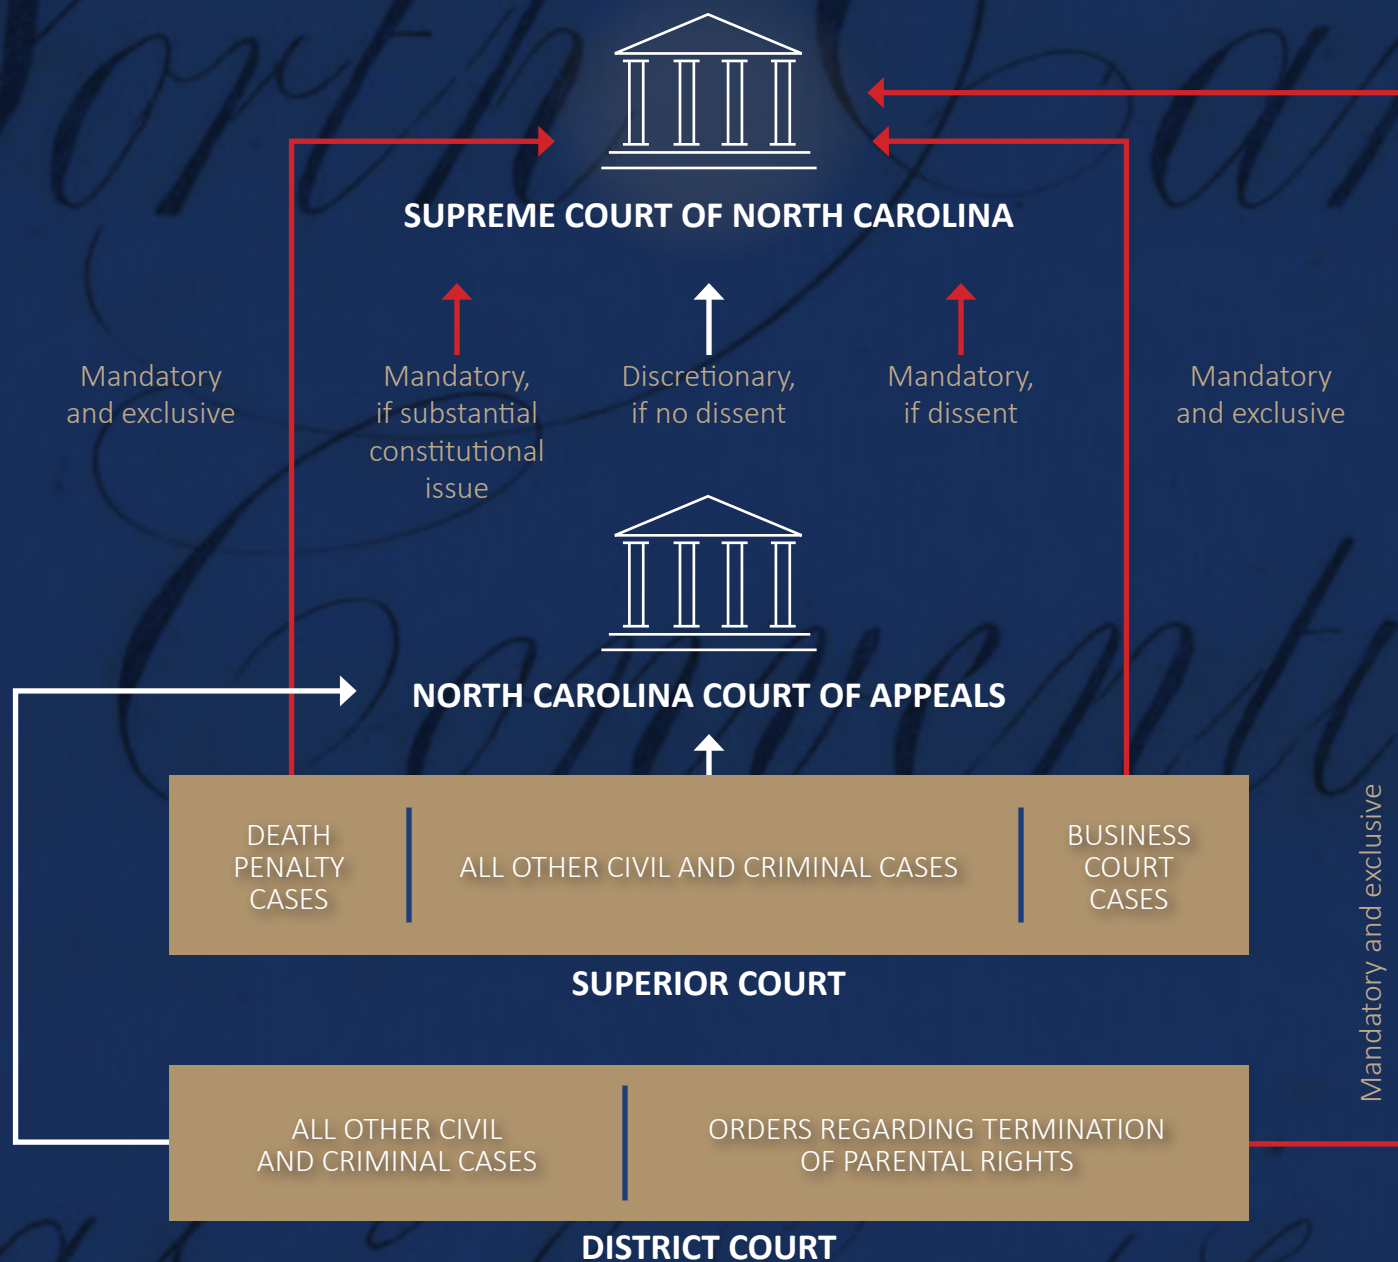 SUPREME COURT OF NORTH CAROLINA
Mandatory
and exclusive
Mandatory,
if substantial
constitutional
issue
Discretionary,
if no dissent
Mandatory,
if dissent
Mandatory
and exclusive
NORTH CAROLINA COURT OF APPEALS
DEATH
PENALTY
CASES
ALL OTHER CIVIL AND CRIMINAL CASES
BUSINESS
COURT
CASES
SUPERIOR COURT
Mandatory and exclusive
ALL OTHER CIVIL
AND CRIMINAL CASES
ORDERS REGARDING TERMINATION
OF PARENTAL RIGHTS
DISTRICT COURT